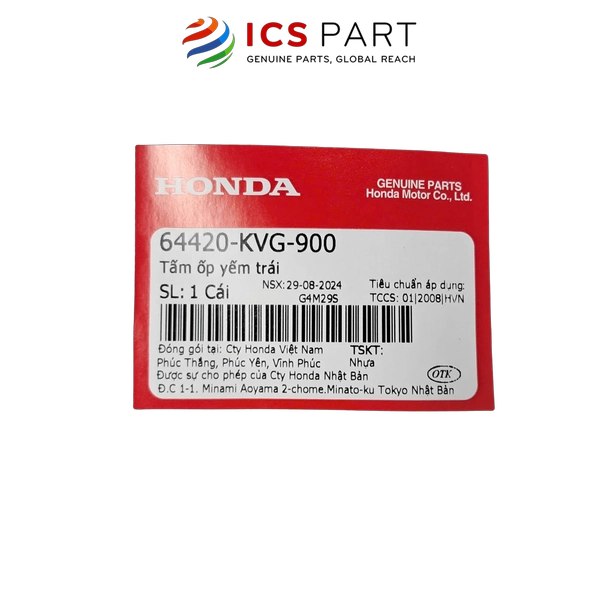 ICS PART
GENUINE PARTS, GLOBAL REACH
HONDA
GENUINE PARTS
Honda Motor Co., Ltd.
64420-KVG-900
Tấm ốp yếm trái
SL: 1 Cái
NSX: 29-08-2024
G4M29S
Tiêu chuẩn áp dụng:
TCCS: 01|2008|HVN
Đóng gói tại: Cty Honda Việt Nam
Phúc Thắng, Phúc Yên, Vĩnh Phúc
TSKT:
Nhựa
Được sự cho phép của Cty Honda Nhật Bản
Đ.C 1-1. Minami Aoyama 2-chome.Minato-ku Tokyo Nhật Bản
OTK